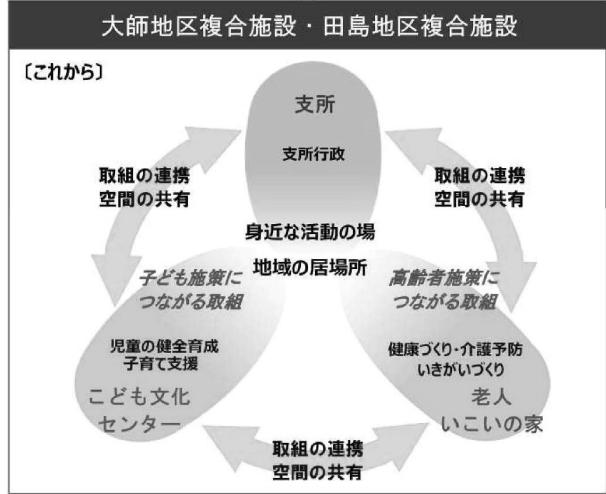 大師地区複合施設・田島地区複合施設
〔これから〕
支所
支所行政
取組の連携
空間の共有
取組の連携
空間の共有
身近な活動の場
地域の居場所
子ども施策に
つながる取組
高齢者施策に
つながる取組
児童の健全育成
子育て支援
健康づくり・介護予防
いきがいづくり
こども文化
センター
老人
いこいの家
取組の連携
空間の共有